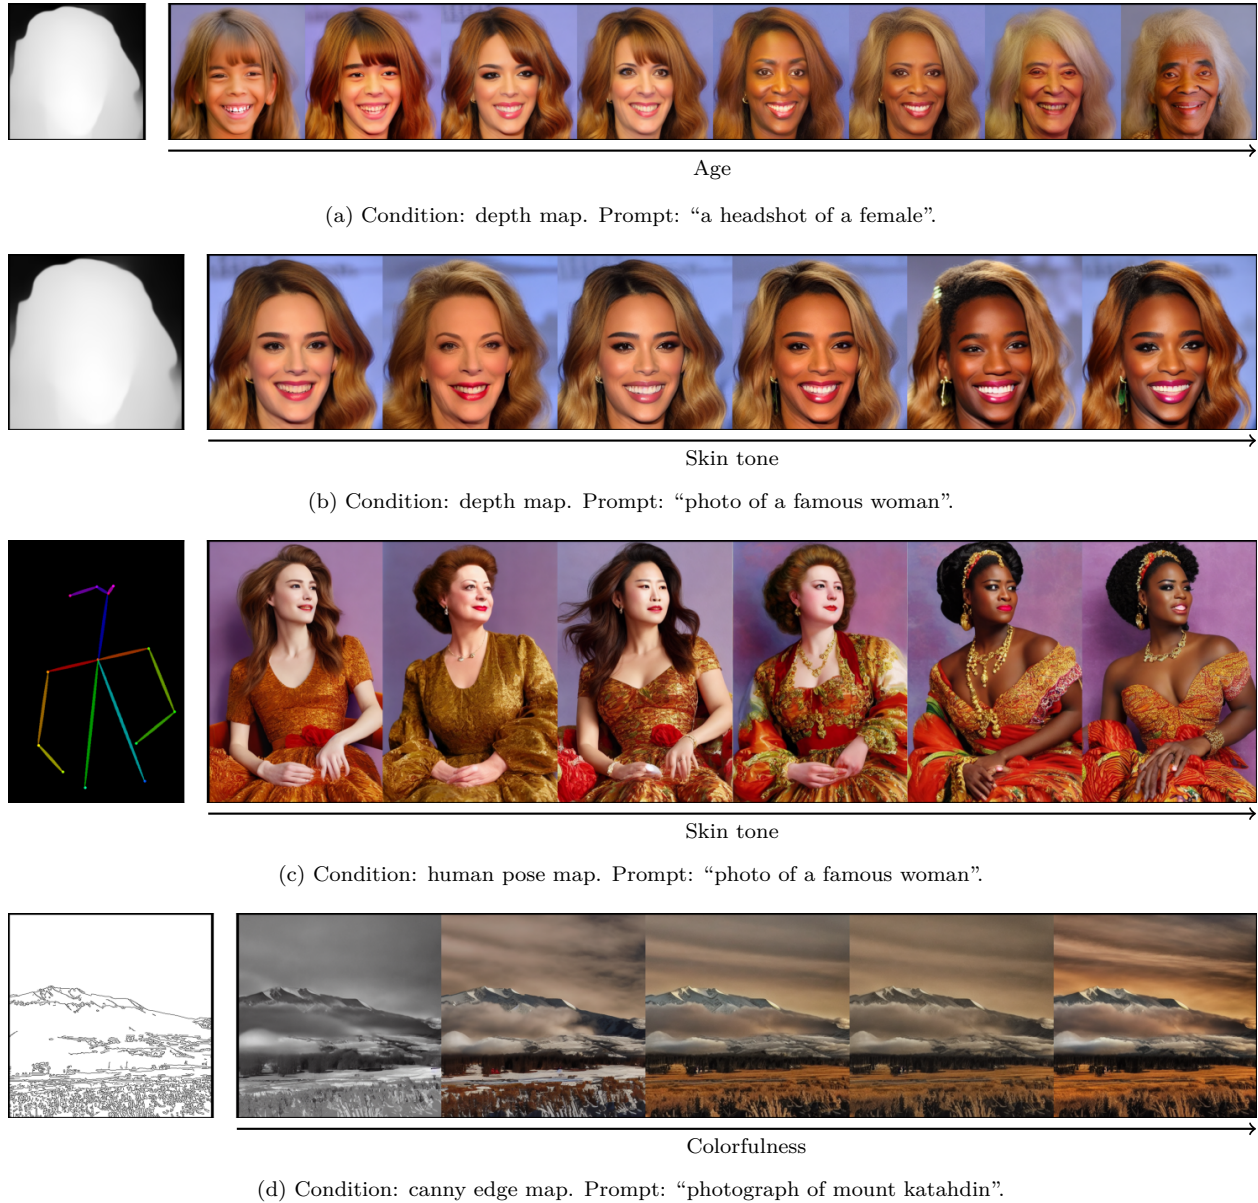 Age
(a) Condition: depth map. Prompt: “a headshot of a female”.
Skin tone
(b) Condition: depth map. Prompt: “photo of a famous woman”.
Skin tone
(c) Condition: human pose map. Prompt: “photo of a famous woman”.
Colorfulness
(d) Condition: canny edge map. Prompt: “photograph of mount katahdin”.